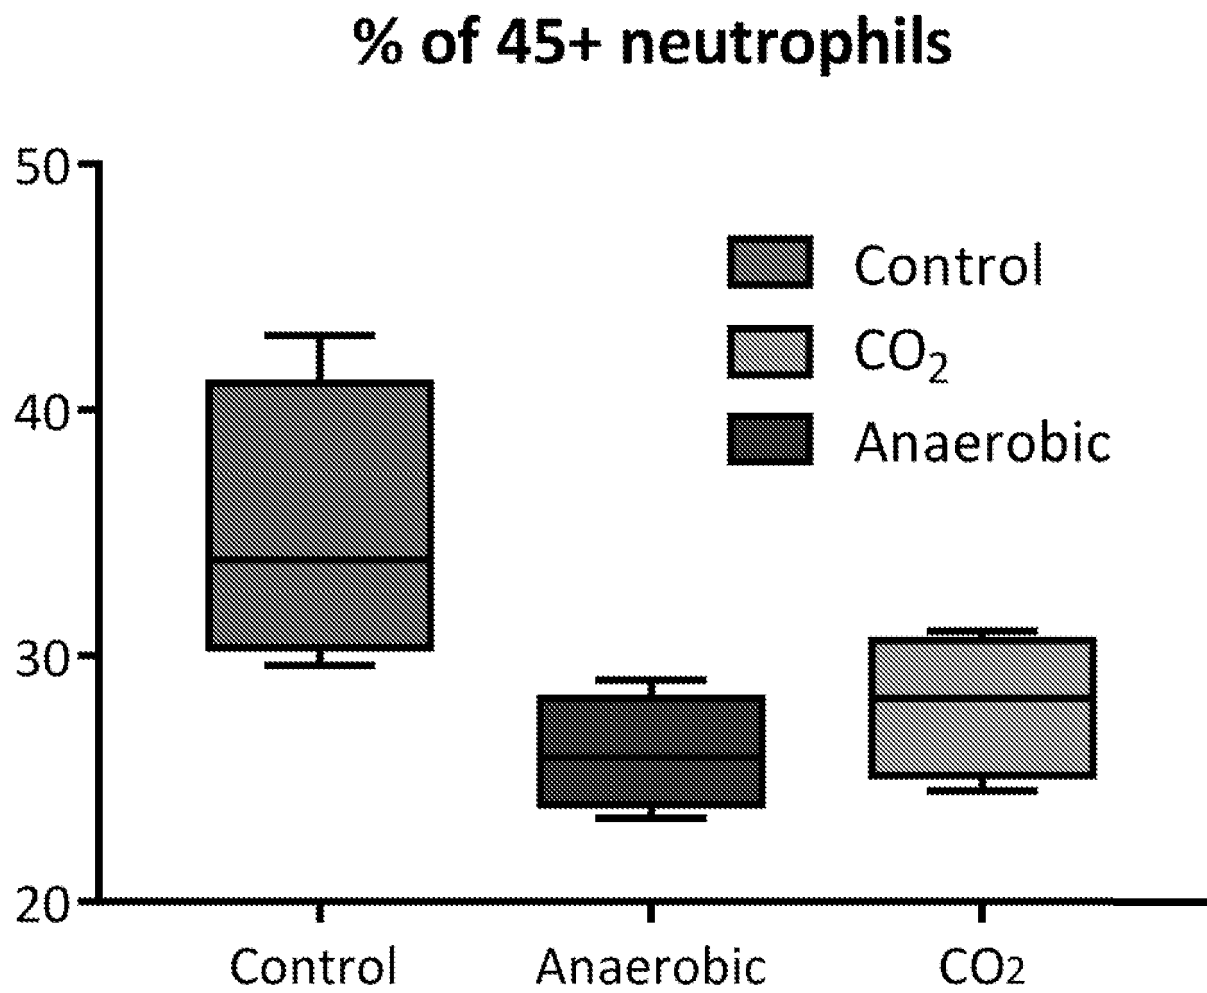 % of 45+ neutrophils
50
40
30
20
Control
CO₂
Anaerobic
Control Anaerobic CO2